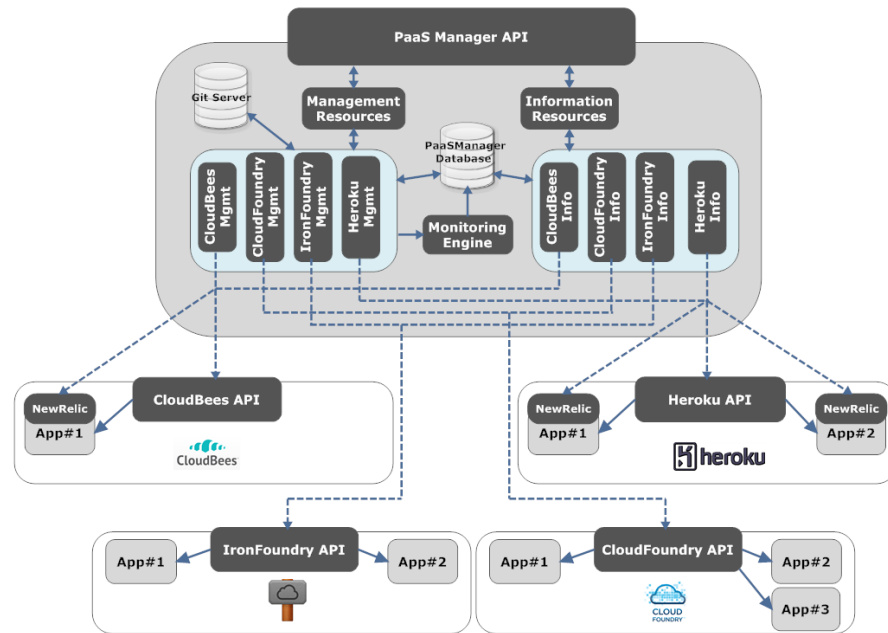 PaaS Manager API
Git Server
Management
Resources
Information
Resources
PaaSManager
Database
CloudBees
Mgmt
CloudFoundry
Mgmt
IronFoundry
Mgmt
Heroku
Mgmt
Monitoring
Engine
CloudBees
Info
CloudFoundry
Info
IronFoundry
Info
Heroku
Info
NewRelic
App#1
CloudBees API
CloudBees
NewRelic
App#1
Heroku API
NewRelic
App#2
heroku
App#1
IronFoundry API
App#2
App#1
CloudFoundry API
App#2
App#3
CLOUD
FOUNDRY